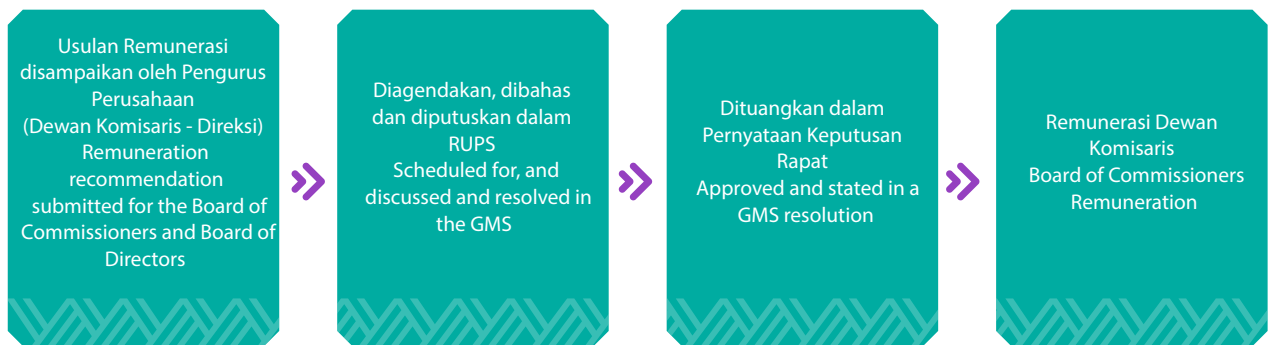 Usulan Remunerasi
disampaikan oleh Pengurus
Perusahaan
(Dewan Komisaris - Direksi)
Remuneration
recommendation
submitted for the Board of
Commissioners and Board of
Directors
Diagendakan, dibahas
dan diputuskan dalam
RUPS
Scheduled for, and
discussed and resolved in
the GMS
Dituangkan dalam
Pernyataan Keputusan
Rapat
Approved and stated in a
GMS resolution
Remunerasi Dewan
Komisaris
Board of Commissioners
Remuneration